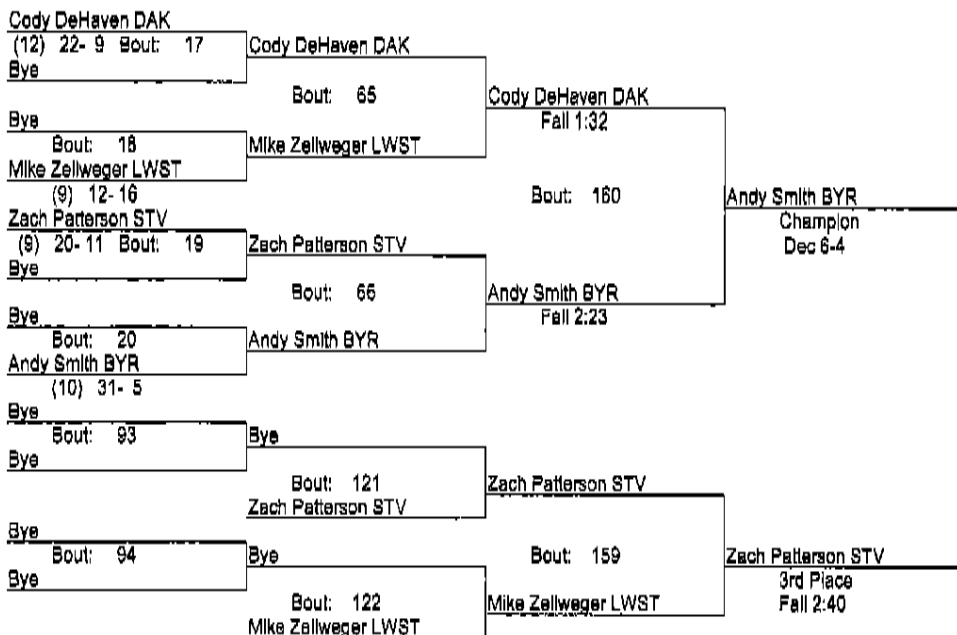 Cody DeHaven DAK
(12) 22- 9 Bout: 17
Bye
Cody DeHaven DAK
Bout: 65
Bye
Bout: 18
Mike Zellweger LWST
(9) 12- 16
Mike Zellweger LWST
Cody DeHaven DAK
Fall 1:32
Bout: 160
Zach Patterson STV
(9) 20- 11 Bout: 19
Bye
Zach Patterson STV
Bout: 66
Bye
Bout: 20
Andy Smith BYR
(10) 31- 5
Andy Smith BYR
Andy Smith BYR
Fall 2:23
Andy Smith BYR
Champion
Dec 6-4
Bye
Bout: 93
Bye
Bye
Bout: 121
Zach Patterson STV
Zach Patterson STV
Bye
Bout: 94
Bye
Bye
Bout: 122
Mike Zellweger LWST
Bout: 159
Mike Zellweger LWST
Zach Patterson STV
3rd Place
Fall 2:40